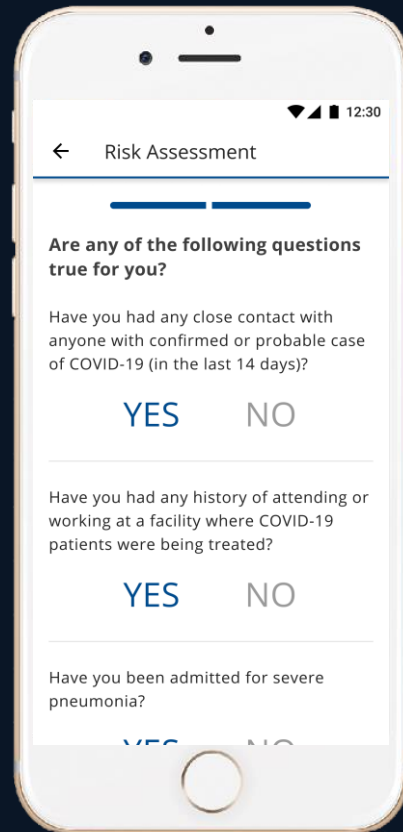 12:30
Risk Assessment
Are any of the following questions
true for you?
Have you had any close contact with
anyone with confirmed or probable case
of COVID-19 (in the last 14 days)?
YES NO
Have you had any history of attending or
working at a facility where COVID-19
patients were being treated?
YES NO
Have you been admitted for severe
pneumonia?
YES NO